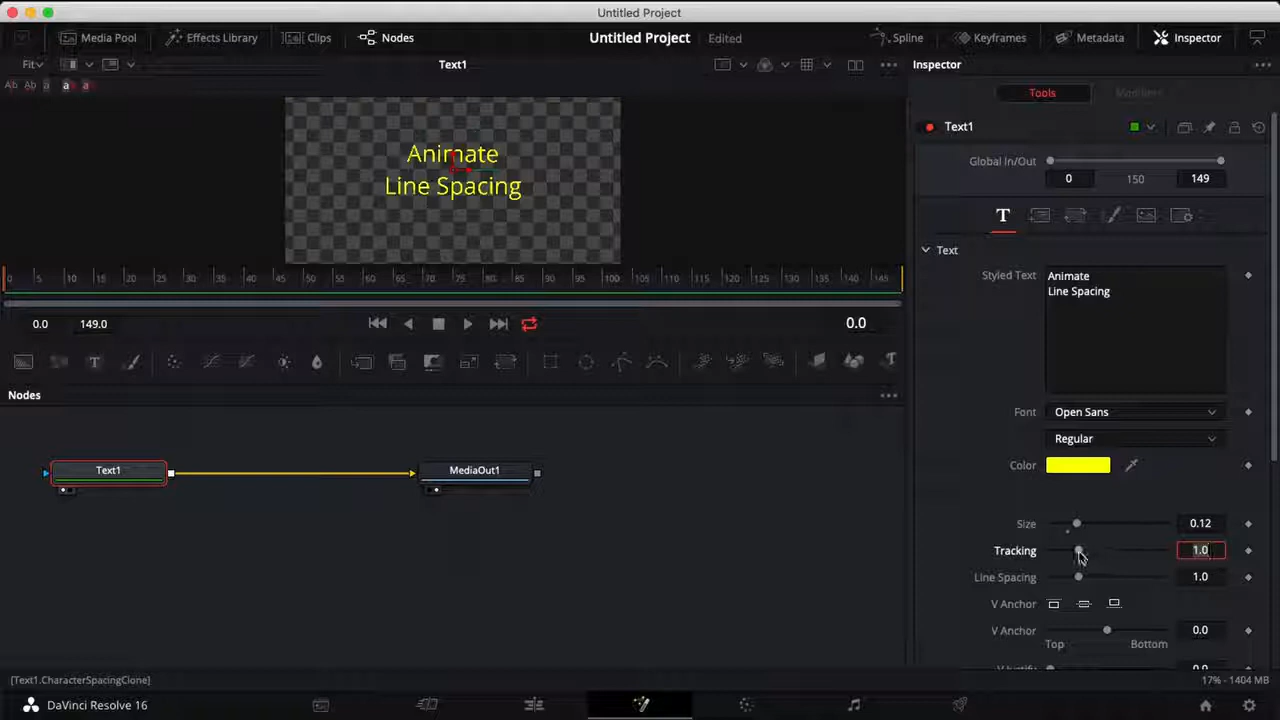 Untitled Project
Media Pool
Effects Library
Clips
Nodes
Untitled Project
Edited
Spline
Keyframes
Metadata
Inspector
Fit
Text1
Inspector
Ab Ab a a a
Tools
Modifiers
Text1
Animate
Line Spacing
Global In/Out
0
150
149
T
Text
Styled Text
Animate
Line Spacing
0 5 10 15 20 25 30 35 40 45 50 55 60 65 70 75 80 85 90 95 100 105 110 115 120 125 130 135 140 145
0.0
149.0
0.0
T
T
Nodes
Font
Open Sans
Regular
Color
Text1
MediaOut1
Size
0.12
Tracking
1.0
Line Spacing
1.0
V Anchor
V Anchor
0.0
Top
Bottom
V Justify
0.0
[Text1.CharacterSpacingClone]
17% - 1404 MB
DaVinci Resolve 16